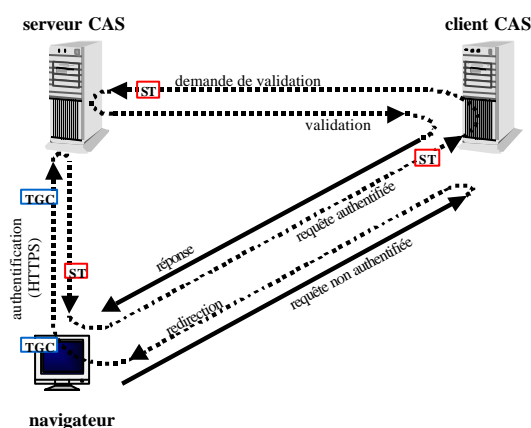 serveur CAS
client CAS
demande de validation
ST
validation
ST
TGC
requête authentifiée
réponse
authentification
(HTTPS)
ST
redirection
requête non authentifiée
TGC
navigateur